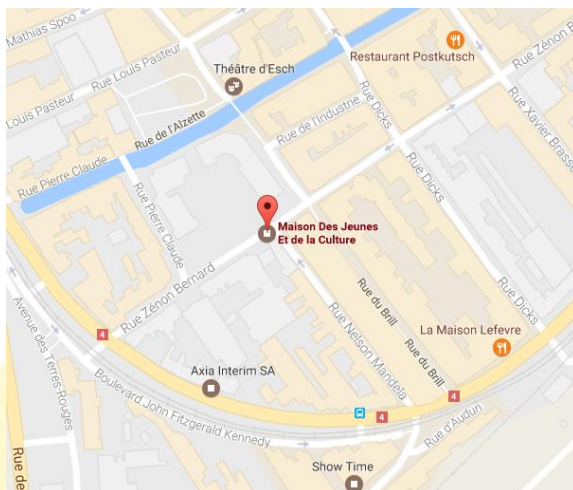 Mathias Spoo
Restaurant Postkutsch
Rue Zénon Ber
Rue Louis Pasteur
Théâtre d'Esch
Louis Pasteur
Rue de l'Alzette
Rue de l'Industrie
Rue Dicks
Rue Xavier Brasse
Rue Pierre Claude
Rue Pierre Claude
Rue Dicks
Maison Des Jeunes
Et de la Culture
Rue Zénon Bernard
Rue du Brill
Rue Dicks
4
Avenue des Terres-Rouges
Rue Nelson Mandela
La Maison Lefevre
Axia Interim SA
Rue du Brill
4
Boulevard John Fitzgerald Kennedy
4
Rue d'Audun
Rue de
Show Time